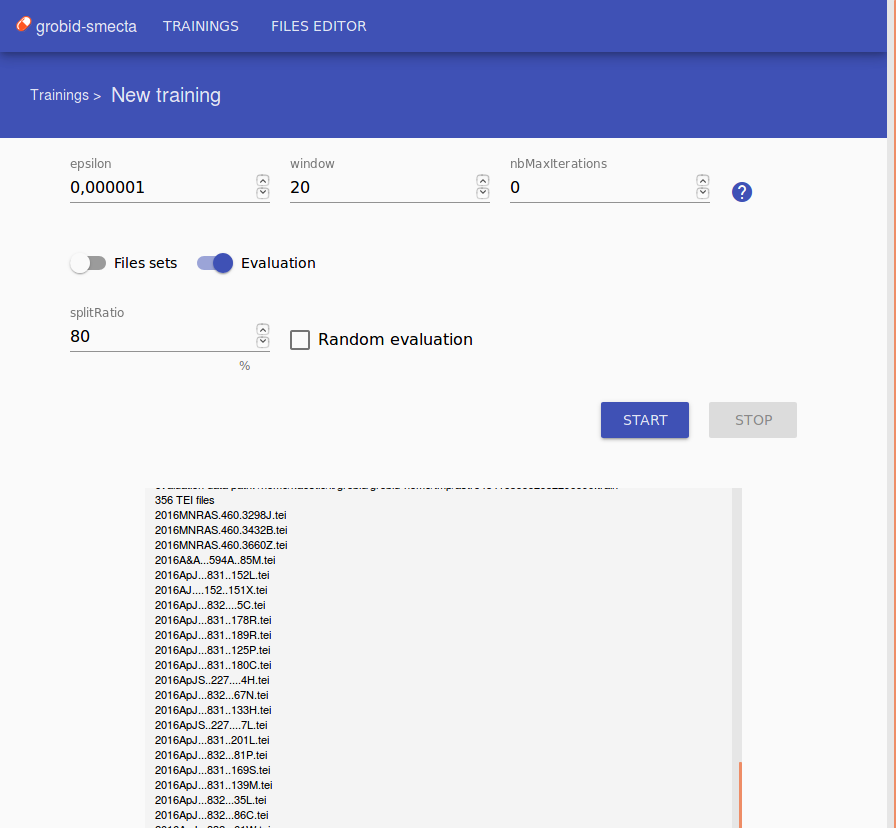 grobid-smecta TRAININGS FILES EDITOR
Trainings > New training
epsilon window nbMaxIterations
0,000001 20 0 ?
Files sets Evaluation
splitRatio
80 Random evaluation
%
START STOP
356 TEI files
2016MNRAS.460.3298J.tei
2016MNRAS.460.3432B.tei
2016MNRAS.460.3660Z.tei
2016A&A...594A..85M.tei
2016ApJ...831..152L.tei
2016AJ....152..151X.tei
2016ApJ...832....5C.tei
2016ApJ...831..178R.tei
2016ApJ...831..189R.tei
2016ApJ...831..125P.tei
2016ApJ...831..180C.tei
2016ApJS..227....4H.tei
2016ApJ...832...67N.tei
2016ApJ...831..133H.tei
2016ApJS..227....7L.tei
2016ApJ...831..201L.tei
2016ApJ...832...81P.tei
2016ApJ...831..169S.tei
2016ApJ...831..139M.tei
2016ApJ...832...35L.tei
2016ApJ...832...86C.tei